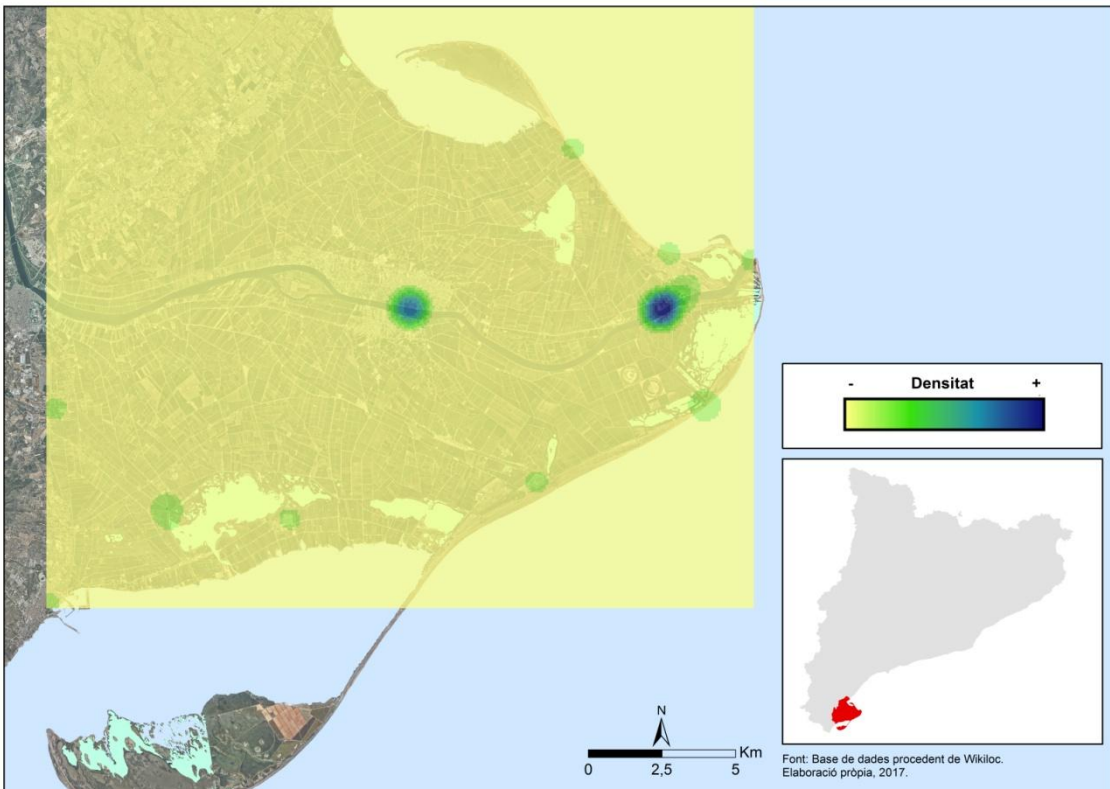 - Densitat +
N
Km
0 2,5 5
Font: Base de dades procedent de Wikiloc.
Elaboració pròpia, 2017.